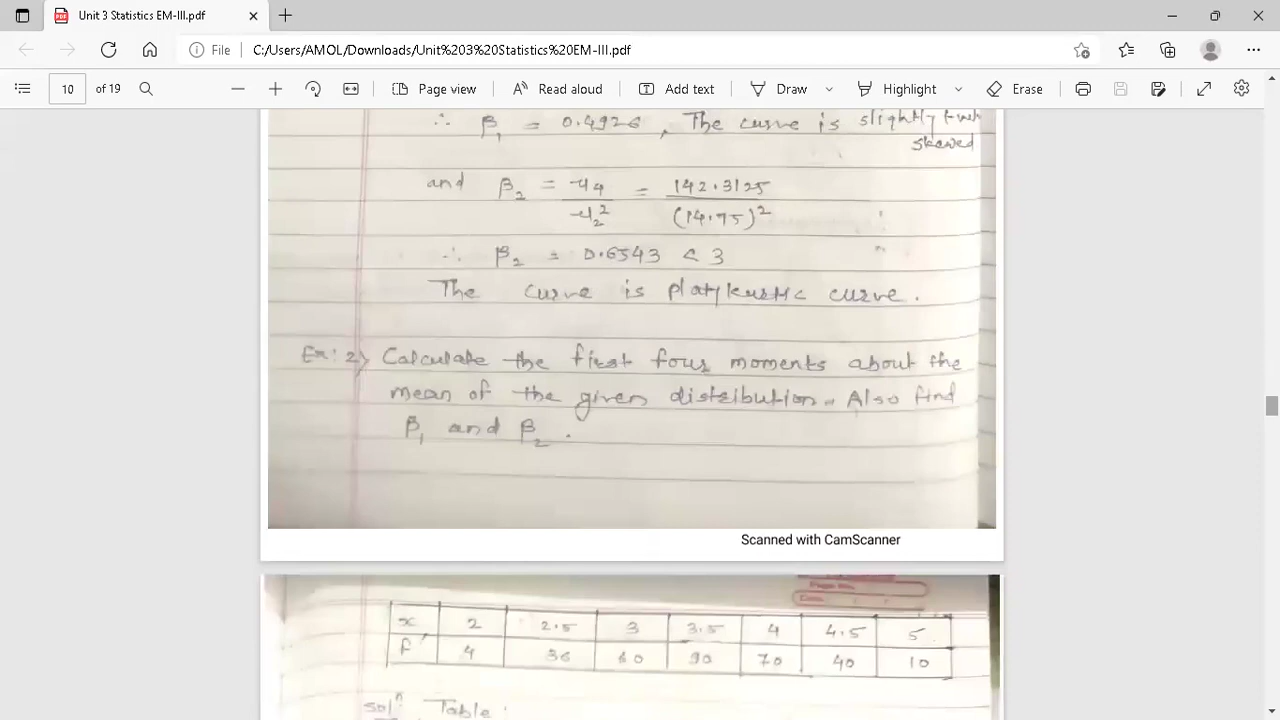 Unit 3 Statistics EM-III.pdf
File C:/Users/AMOL/Downloads/Unit%203%20Statistics%20EM-III.pdf
10 of 19 Page view Read aloud Add text Draw Highlight Erase
∴ β₁ = 0.4926, The curve is slightly
skewed
and β₂ = μ₄/μ₂² = 142.3125/(14.75)²
∴ β₂ = 0.6543 < 3
The curve is platykurtic curve.
Ex: 2) Calculate the first four moments about the
mean of the given distribution. Also find
β₁ and β₂.
Scanned with CamScanner
x 2 2.5 3 3.5 4 4.5 5
f 4 36 60 90 70 40 10
solⁿ Table: